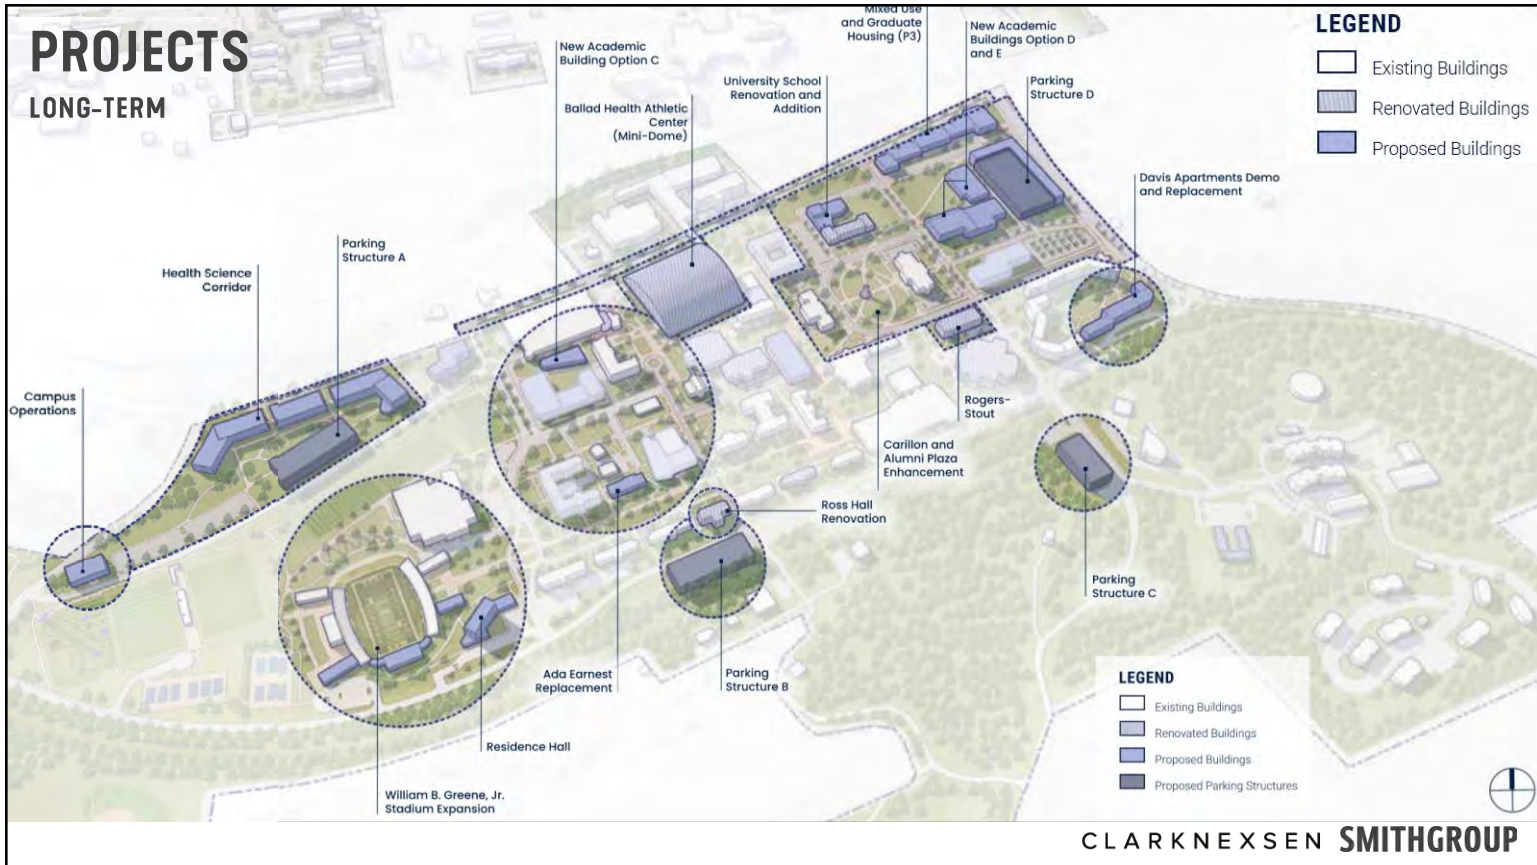 PROJECTS
LONG-TERM
Mixed Use
and Graduate
Housing (P3)
New Academic
Buildings Option D
and E
New Academic
Building Option C
University School
Renovation and
Addition
Parking
Structure D
Ballad Health Athletic
Center
(Mini-Dome)
Davis Apartments Demo
and Replacement
Parking
Structure A
Health Science
Corridor
Campus
Operations
Rogers-
Stout
Carillon and
Alumni Plaza
Enhancement
Ross Hall
Renovation
Parking
Structure C
Ada Earnest
Replacement
Parking
Structure B
Residence Hall
William B. Greene, Jr.
Stadium Expansion
LEGEND
Existing Buildings
Renovated Buildings
Proposed Buildings
LEGEND
Existing Buildings
Renovated Buildings
Proposed Buildings
Proposed Parking Structures
CLARKNEXSEN SMITHGROUP